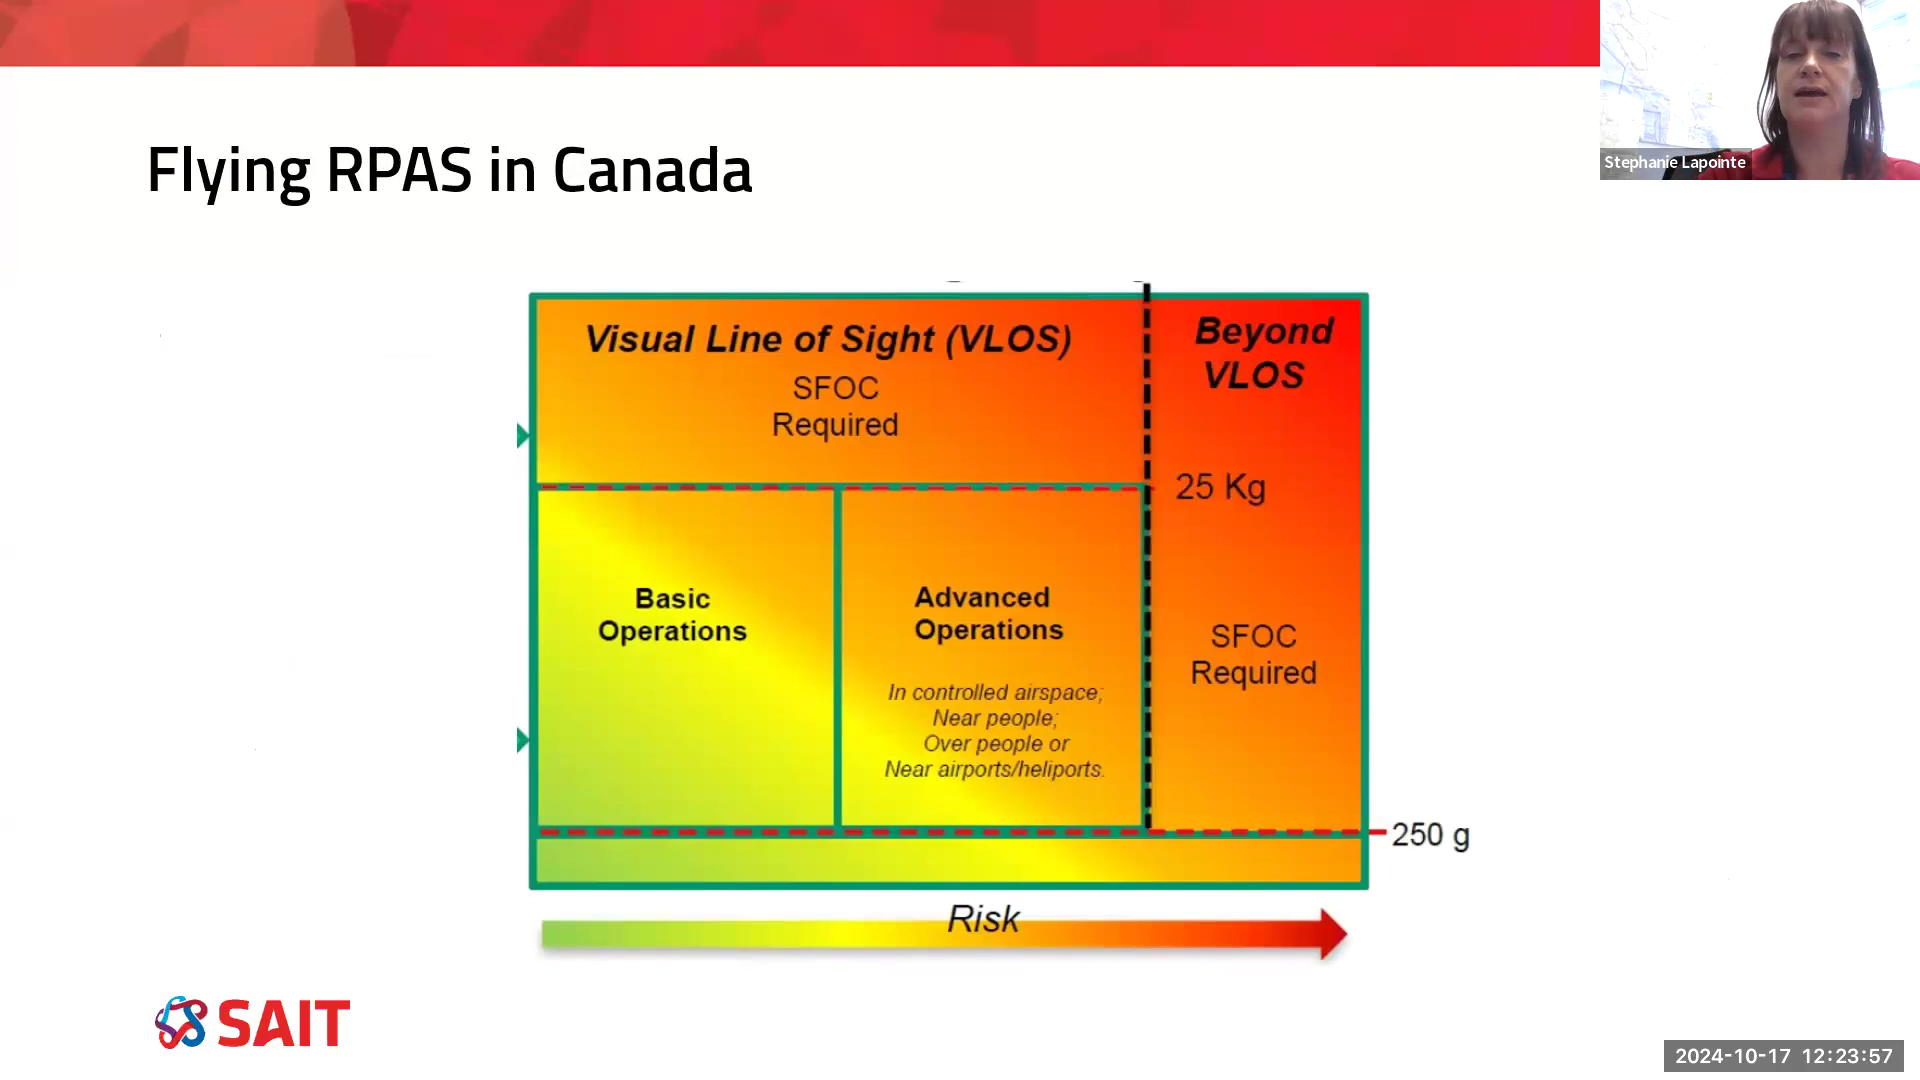 Stephanie Lapointe
Flying RPAS in Canada
Visual Line of Sight (VLOS)
SFOC
Required
Beyond
VLOS
25 Kg
Basic
Operations
Advanced
Operations
In controlled airspace;
Near people;
Over people or
Near airports/heliports.
SFOC
Required
250 g
Risk
SAIT
2024-10-17 12:23:57